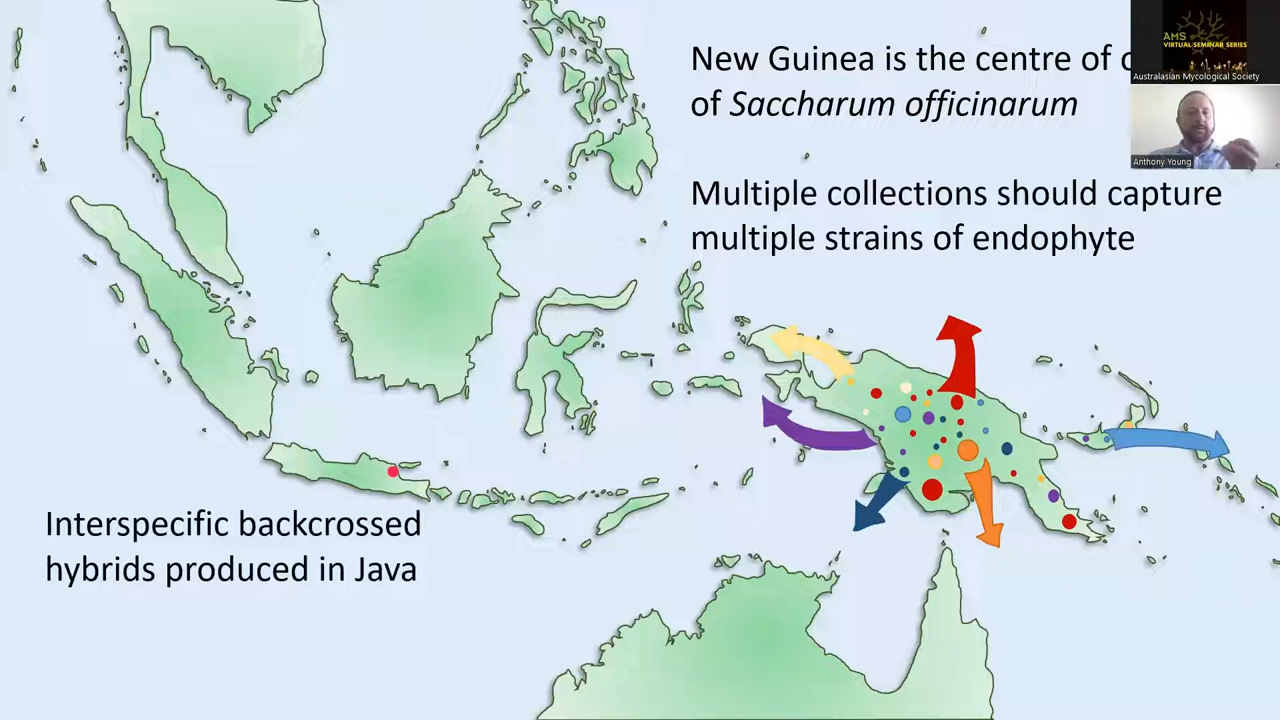 New Guinea is the centre of
of Saccharum officinarum
Multiple collections should capture
multiple strains of endophyte
Interspecific backcrossed
hybrids produced in Java
AMS
VIRTUAL SEMINAR SERIES
Australasian Mycological Society
Anthony Young